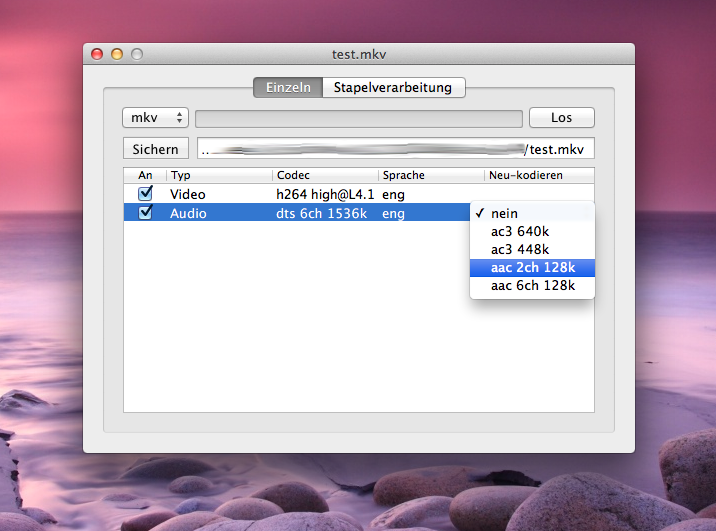 test.mkv
Einzeln Stapelverarbeitung
mkv Los
Sichern .. /test.mkv
An Typ Codec Sprache Neu-kodieren
Video h264 high@L4.1 eng
Audio dts 6ch 1536k eng nein
ac3 640k
ac3 448k
aac 2ch 128k
aac 6ch 128k